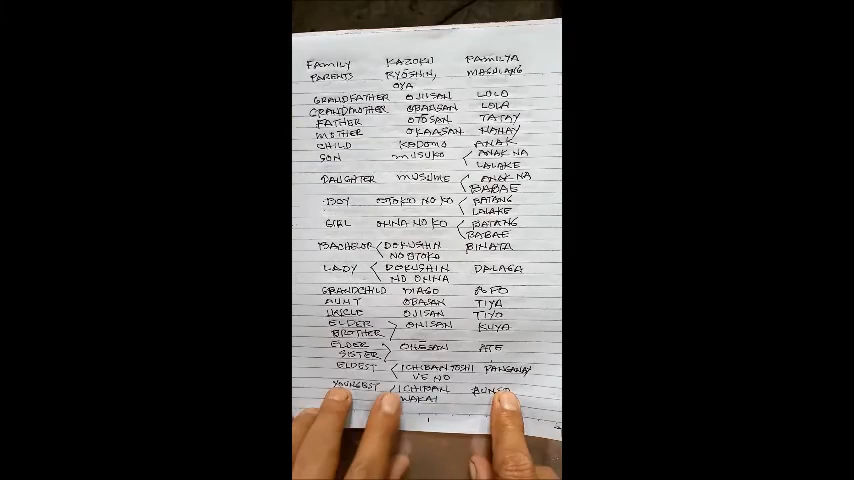 FAMILY KAZOKU PAMILYA
PARENTS RYŌSHIN, MAGULANG
OYA
GRANDFATHER OJIISAN LOLO
GRANDMOTHER OBAASAN LOLA
FATHER OTOSAN TATAY
MOTHER OKAASAN NANAY
CHILD KODOMO ANAK
SON MUSUKO ANAK NA
LALAKE
DAUGHTER MUSUME ANAK NA
BABAE
BOY OTOKO NO KO BATANG
LALAKE
GIRL ONNA NO KO BATANG
BABAE
BACHELOR DOKUSHIN BINATA
NO OTOKO
LADY DOKUSHIN DALAGA
NO ONNA
GRANDCHILD MAGO APO
AUNT OBASAN TIYA
UNCLE OJISAN TIYO
ELDER ONISAN KUYA
BROTHER
ELDER ONESAN ATE
SISTER
ELDEST ICHIBAN TOSHI PANGANAY
UE NO
YOUNGEST ICHIBAN BUNSO
WAKAI
1